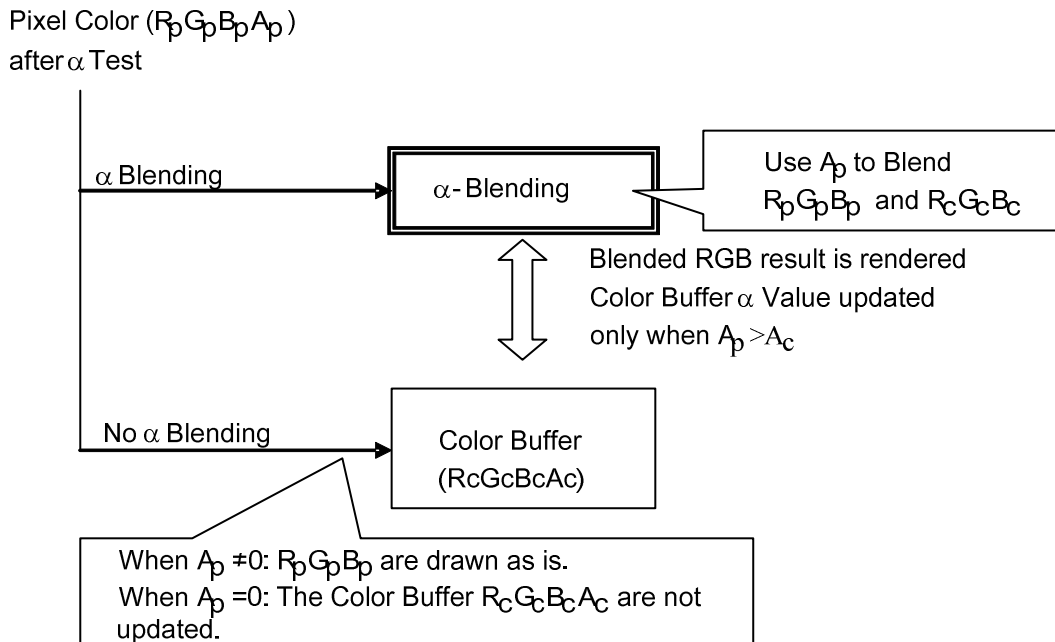 Pixel Color (RpGpBpAp)
after α Test
α Blending
α- Blending
Use Ap to Blend
RpGpBp and RcGcBc
Blended RGB result is rendered
Color Buffer α Value updated
only when Ap >Ac
No α Blending
Color Buffer
(RcGcBcAc)
When Ap ≠0: RpGpBp are drawn as is.
When Ap =0: The Color Buffer RcGcBcAc are not
updated.